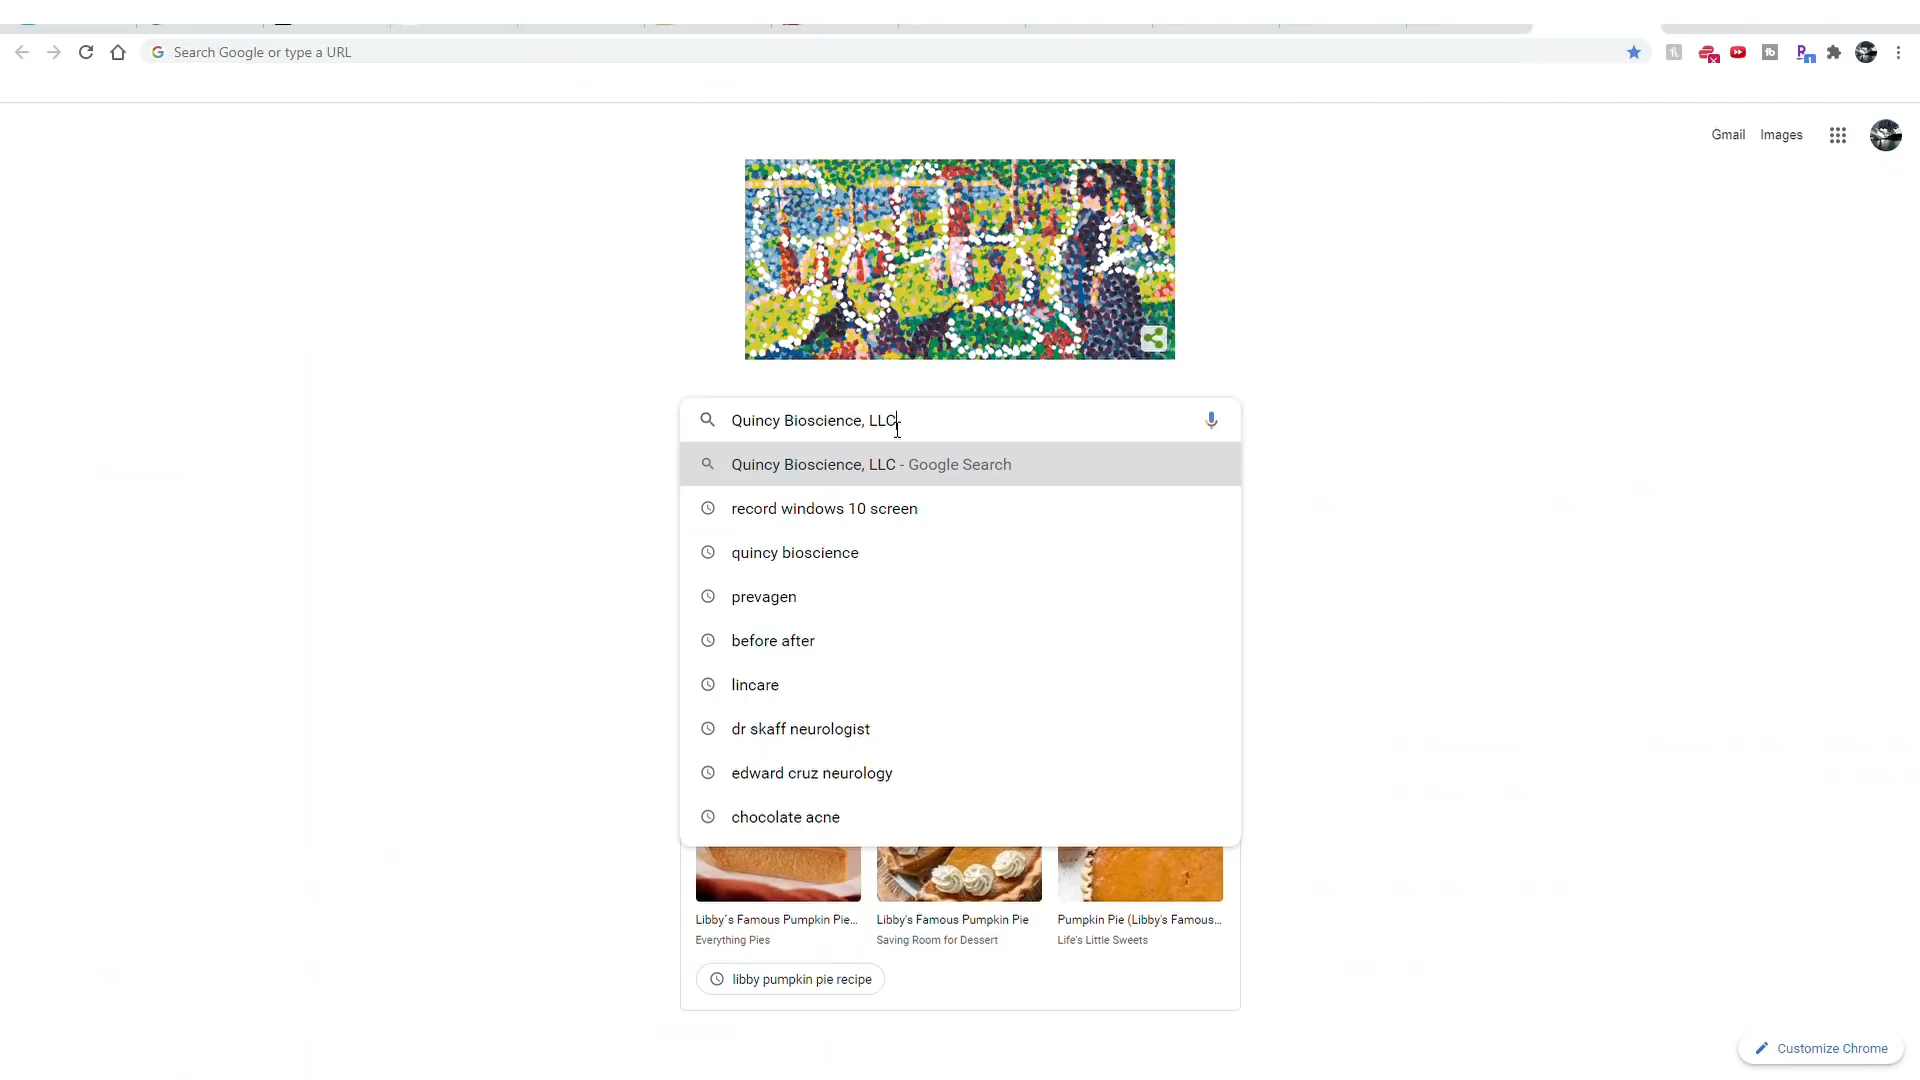 Search Google or type a URL
Gmail Images
Quincy Bioscience, LLC
Quincy Bioscience, LLC - Google Search
record windows 10 screen
quincy bioscience
prevagen
before after
lincare
dr skaff neurologist
edward cruz neurology
chocolate acne
Libby´s Famous Pumpkin Pie... Libby's Famous Pumpkin Pie Pumpkin Pie (Libby's Famous...
Everything Pies Saving Room for Dessert Life's Little Sweets
libby pumpkin pie recipe
Customize Chrome